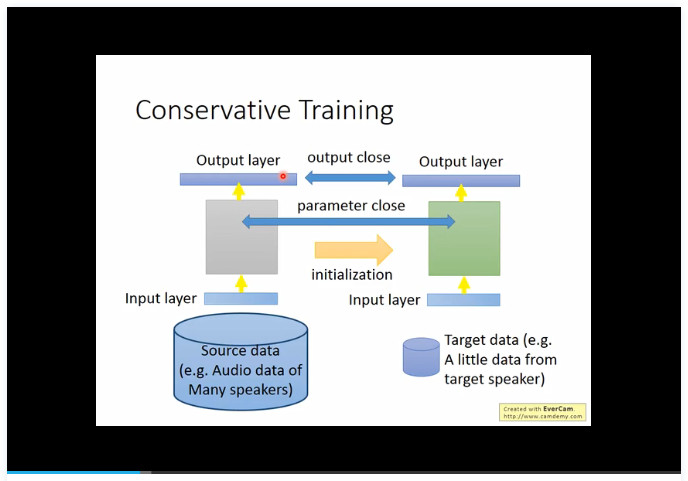 Conservative Training
Output layer
output close
Output layer
parameter close
initialization
Input layer
Input layer
Source data
(e.g. Audio data of
Many speakers)
Target data (e.g.
A little data from
target speaker)
Created with EverCam.
http://www.camdemy.com